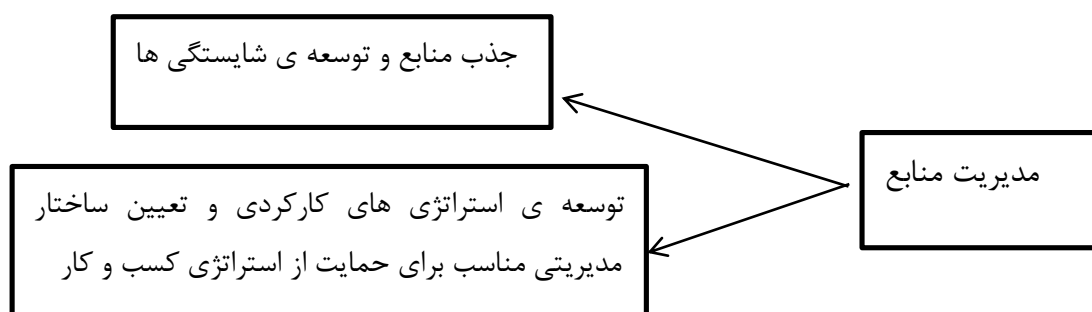 جذب منابع و توسعه ی شایستگی ها
مدیریت منابع
توسعه ی استراتژی های کارکردی و تعیین ساختار
مدیریتی مناسب برای حمایت از استراتژی کسب و کار